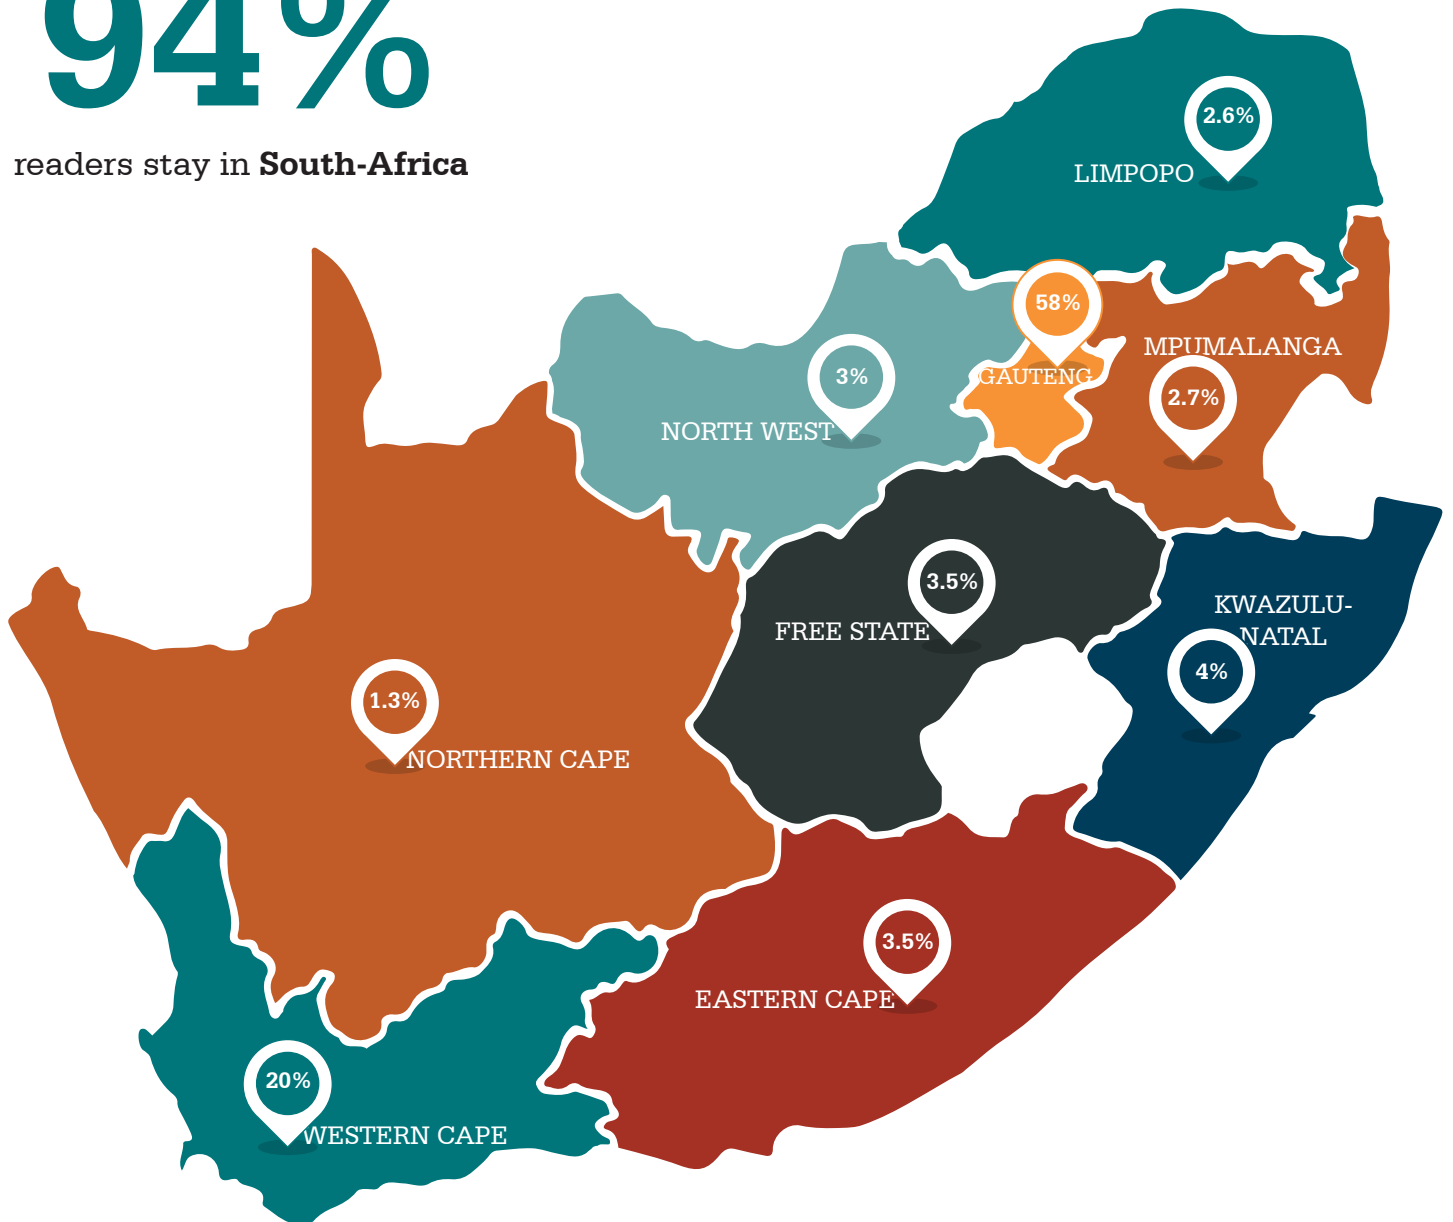 94%
readers stay in South-Africa
2.6%
LIMPOPO
58%
GAUTENG
MPUMALANGA
2.7%
3%
NORTH WEST
3.5%
FREE STATE
KWAZULU-
NATAL
4%
1.3%
NORTHERN CAPE
3.5%
EASTERN CAPE
20%
WESTERN CAPE